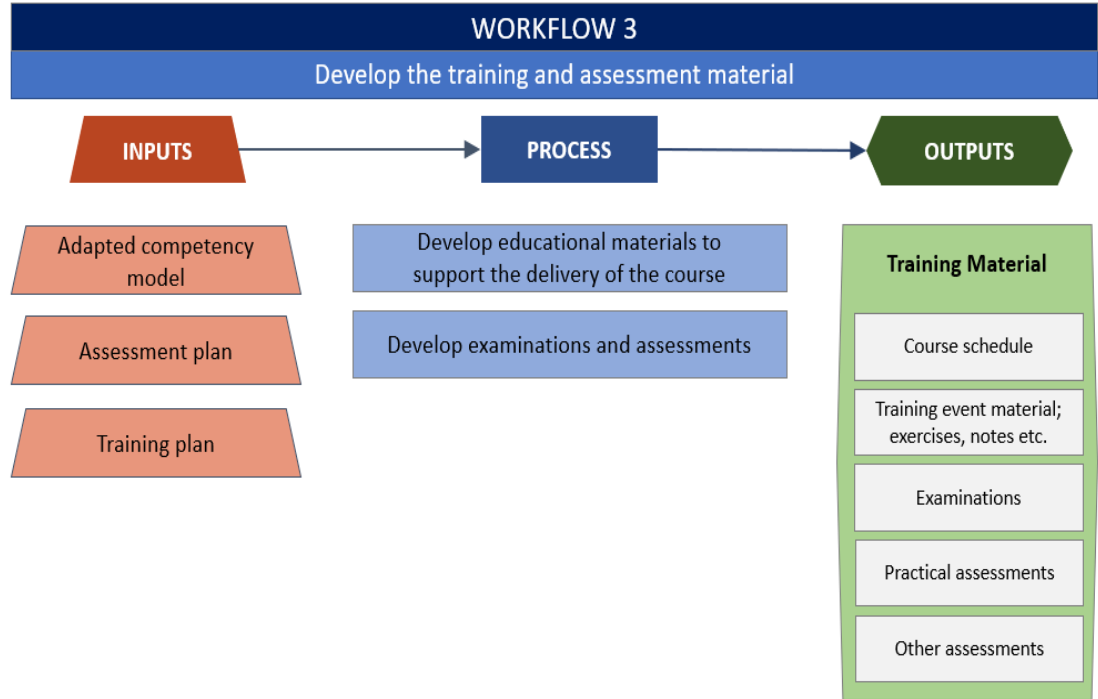 WORKFLOW 3
Develop the training and assessment material
INPUTS
PROCESS
OUTPUTS
Adapted competency
model
Assessment plan
Training plan
Develop educational materials to
support the delivery of the course
Develop examinations and assessments
Training Material
Course schedule
Training event material;
exercises, notes etc.
Examinations
Practical assessments
Other assessments